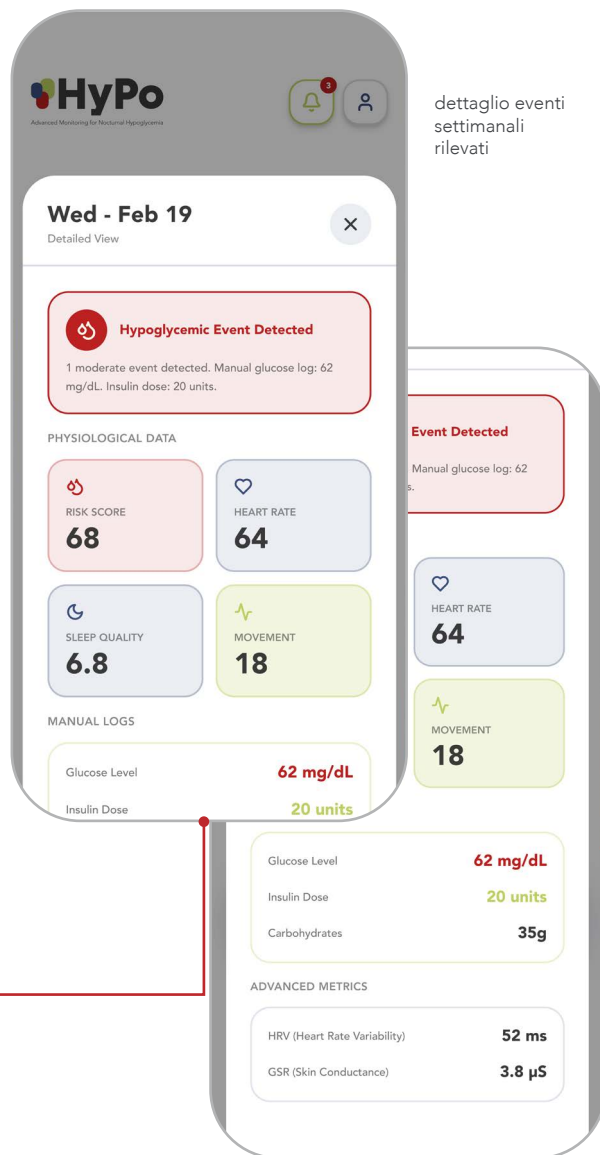 HyPo
Advanced Monitoring for Nocturnal Hypoglycemia
3
dettaglio eventi
settimanali
rilevati
Wed - Feb 19
Detailed View
Hypoglycemic Event Detected
1 moderate event detected. Manual glucose log: 62
mg/dL. Insulin dose: 20 units.
PHYSIOLOGICAL DATA
RISK SCORE
68
HEART RATE
64
SLEEP QUALITY
6.8
MOVEMENT
18
MANUAL LOGS
Glucose Level 62 mg/dL
Insulin Dose 20 units
Event Detected
Manual glucose log: 62
s.
HEART RATE
64
MOVEMENT
18
Glucose Level 62 mg/dL
Insulin Dose 20 units
Carbohydrates 35g
ADVANCED METRICS
HRV (Heart Rate Variability) 52 ms
GSR (Skin Conductance) 3.8 µS